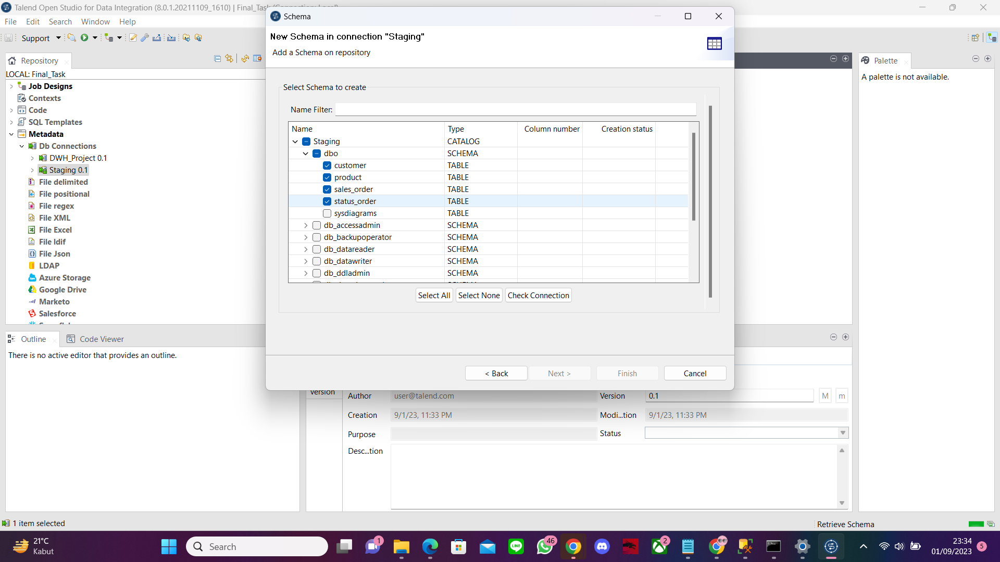 Talend Open Studio for Data Integration (8.0.1.20211109_1610) | Final_Task
File Edit Search Window Help
Support
Repository
LOCAL: Final_Task
Job Designs
Contexts
Code
SQL Templates
Metadata
Db Connections
DWH_Project 0.1
Staging 0.1
File delimited
File positional
File regex
File XML
File Excel
File ldif
File Json
LDAP
Azure Storage
Google Drive
Marketo
Salesforce
Outline
Code Viewer
There is no active editor that provides an outline.
Schema
New Schema in connection "Staging"
Add a Schema on repository
Select Schema to create
Name Filter:
Name Type Column number Creation status
Staging CATALOG
dbo SCHEMA
customer TABLE
product TABLE
sales_order TABLE
status_order TABLE
sysdiagrams TABLE
db_accessadmin SCHEMA
db_backupoperator SCHEMA
db_datareader SCHEMA
db_datawriter SCHEMA
db_ddladmin SCHEMA
Select All Select None Check Connection
< Back Next > Finish Cancel
Palette
A palette is not available.
Version
Author user@talend.com Version 0.1 M m
Creation 9/1/23, 11:33 PM Modi...tion 9/1/23, 11:33 PM
Purpose Status
Desc...tion
1 item selected
Retrieve Schema
21°C
Kabut
Search
1
46
LINE
2
23:34
01/09/2023
5